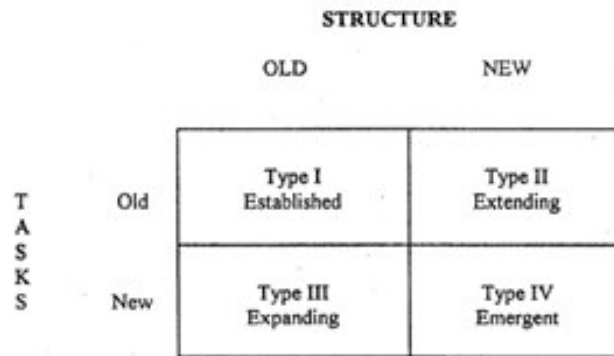 STRUCTURE
OLD NEW
Type I Type II
Old Established Extending
TASKS
New Type III Type IV
Expanding Emergent